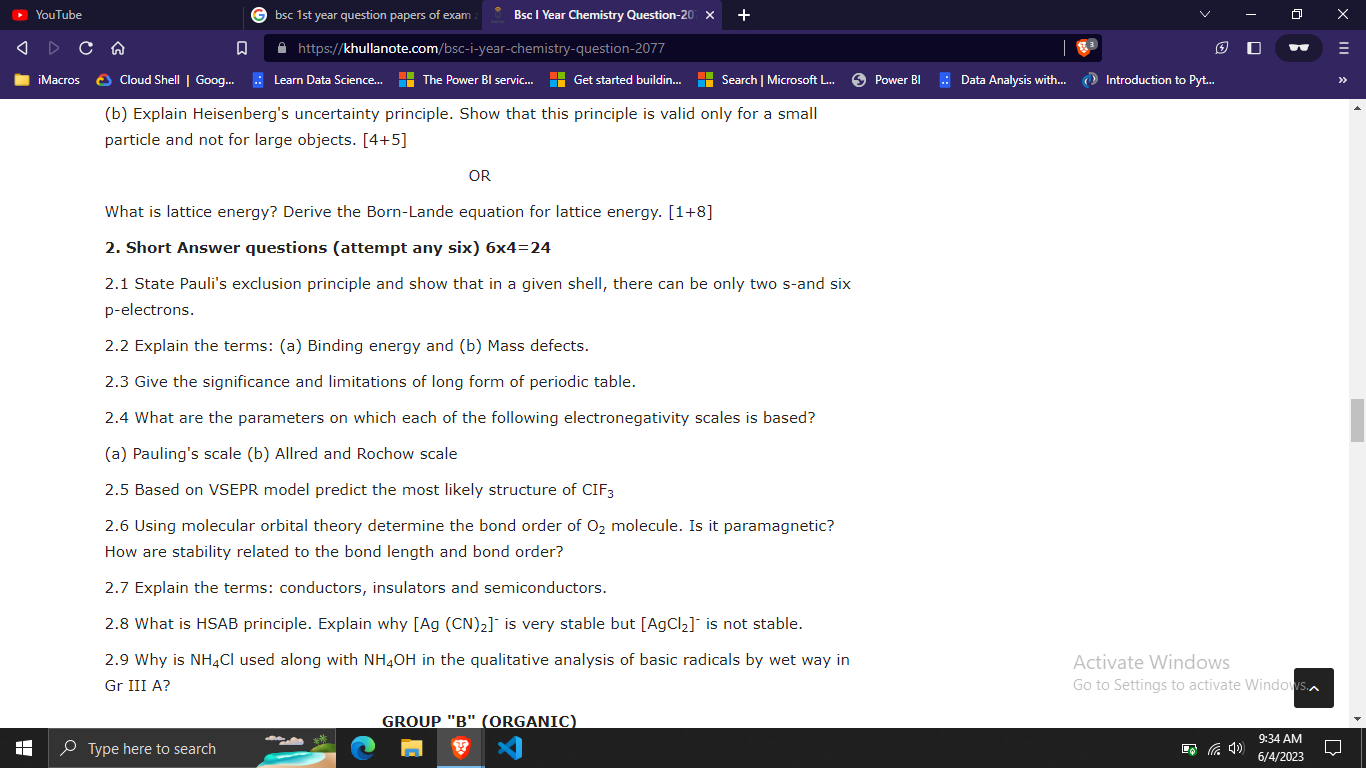 YouTube
bsc 1st year question papers of exam
Bsc I Year Chemistry Question-20
https://khullanote.com/bsc-i-year-chemistry-question-2077
3
iMacros
Cloud Shell | Goog...
Learn Data Science...
The Power BI servic...
Get started buildin...
Search | Microsoft L...
Power BI
Data Analysis with...
Introduction to Pyt...
»
(b) Explain Heisenberg's uncertainty principle. Show that this principle is valid only for a small
particle and not for large objects. [4+5]
OR
What is lattice energy? Derive the Born-Lande equation for lattice energy. [1+8]
2. Short Answer questions (attempt any six) 6x4=24
2.1 State Pauli's exclusion principle and show that in a given shell, there can be only two s-and six
p-electrons.
2.2 Explain the terms: (a) Binding energy and (b) Mass defects.
2.3 Give the significance and limitations of long form of periodic table.
2.4 What are the parameters on which each of the following electronegativity scales is based?
(a) Pauling's scale (b) Allred and Rochow scale
2.5 Based on VSEPR model predict the most likely structure of CIF₃
2.6 Using molecular orbital theory determine the bond order of O₂ molecule. Is it paramagnetic?
How are stability related to the bond length and bond order?
2.7 Explain the terms: conductors, insulators and semiconductors.
2.8 What is HSAB principle. Explain why [Ag (CN)₂]⁻ is very stable but [AgCl₂]⁻ is not stable.
2.9 Why is NH₄Cl used along with NH₄OH in the qualitative analysis of basic radicals by wet way in
Gr III A?
GROUP "B" (ORGANIC)
Activate Windows
Go to Settings to activate Windows.
Type here to search
9:34 AM
6/4/2023